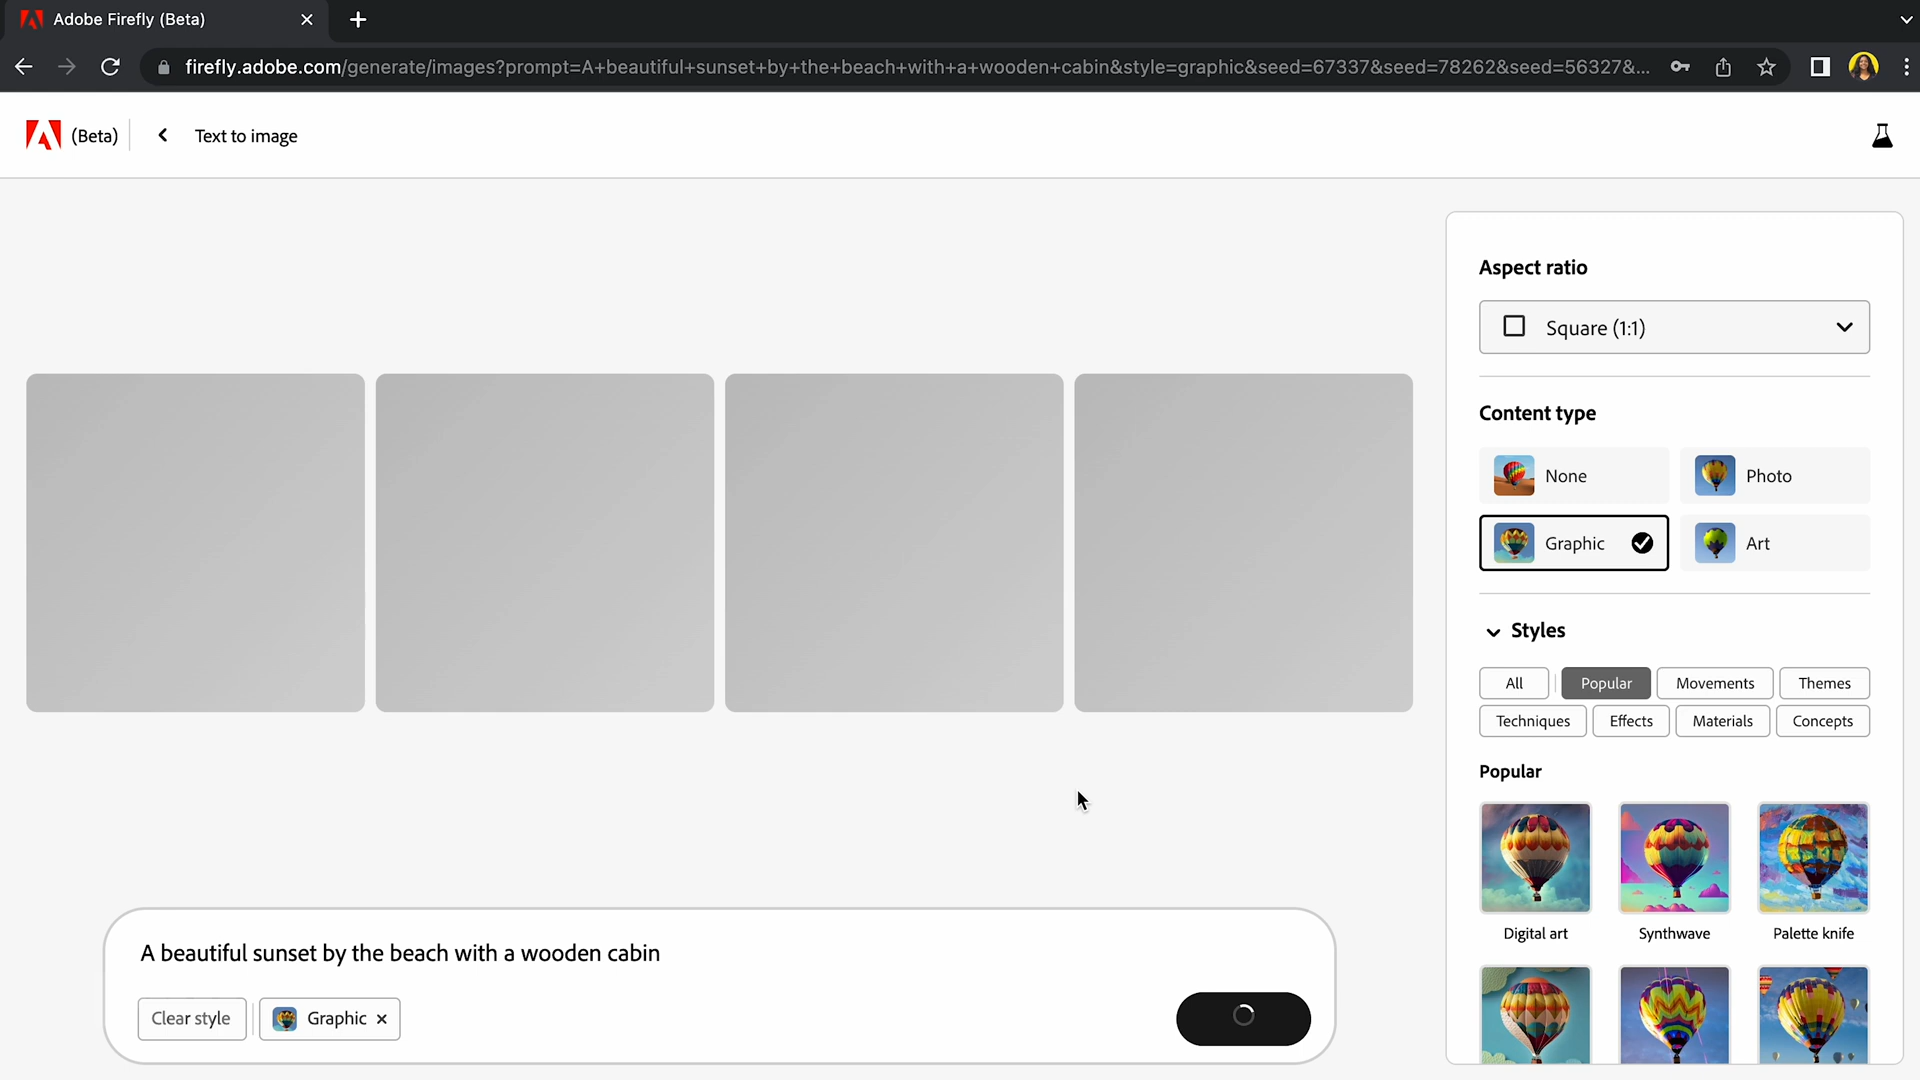 Adobe Firefly (Beta)
firefly.adobe.com/generate/images?prompt=A+beautiful+sunset+by+the+beach+with+a+wooden+cabin&style=graphic&seed=67337&seed=78262&seed=56327&...
(Beta)
Text to image
Aspect ratio
Square (1:1)
Content type
None
Photo
Graphic
Art
Styles
All
Popular
Movements
Themes
Techniques
Effects
Materials
Concepts
Popular
Digital art
Synthwave
Palette knife
A beautiful sunset by the beach with a wooden cabin
Clear style
Graphic